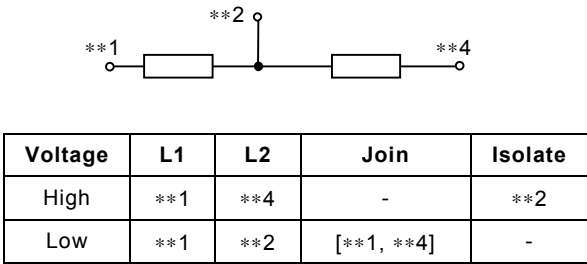 **2
**1
**4
Voltage L1 L2 Join Isolate
High **1 **4 - **2
Low **1 **2 [**1, **4] -